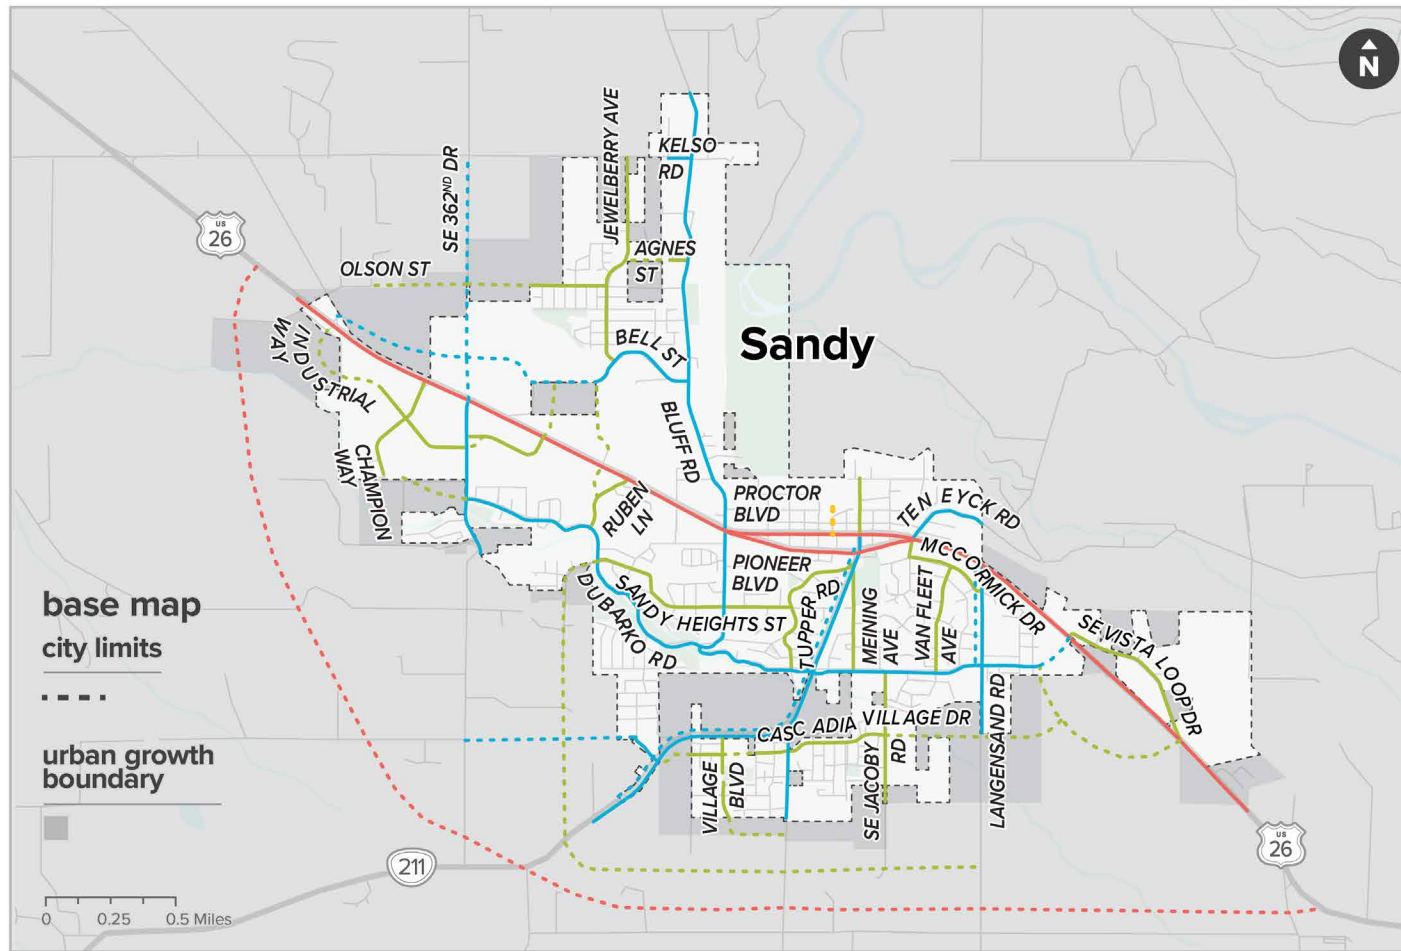 N
JEWELBERRY AVE
KELSO
RD
SE 362ND DR
US
26
AGNES
ST
OLSON ST
Sandy
BELL ST
INDUSTRIAL
WAY
BLUFF RD
CHAMPION
WAY
RUBEN
LN
PROCTOR
BLVD
TEN EYCK RD
PIONEER
BLVD
MCCORMICK DR
SANDY HEIGHTS ST
DUBARKO RD
TUPPER RD
MEINING
AVE
VAN FLEET
AVE
SE VISTA LOOP DR
base map
city limits
urban growth
boundary
CASCADIA VILLAGE DR
VILLAGE
BLVD
SE JACOBY
RD
LANGENSAND RD
US
26
211
0 0.25 0.5 Miles